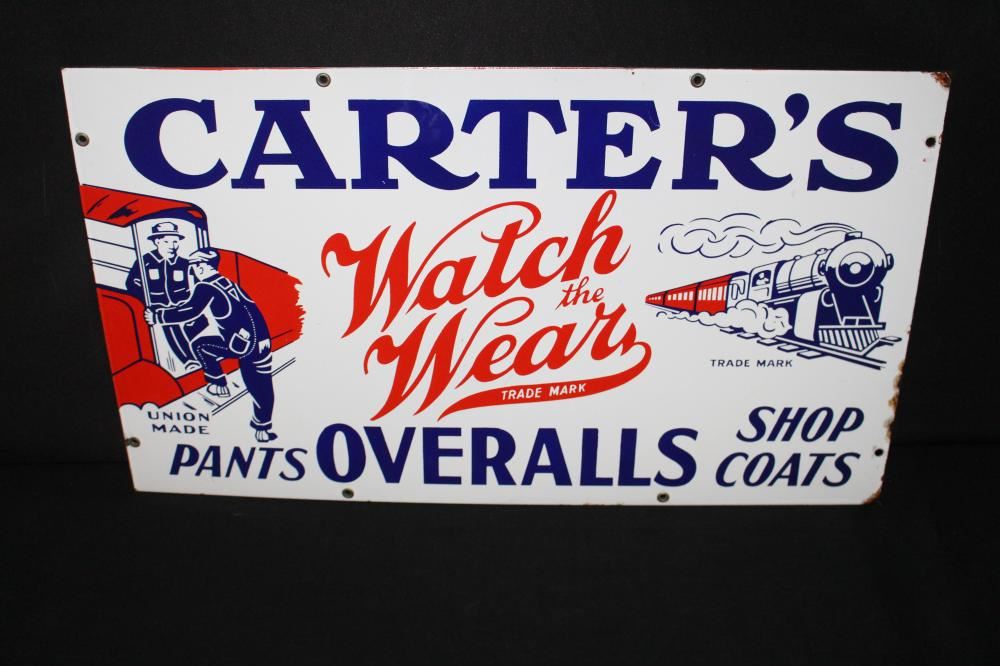 CARTER'S
Watch
the
Wear
TRADE MARK
TRADE MARK
UNION
MADE
PANTS OVERALLS SHOP
COATS